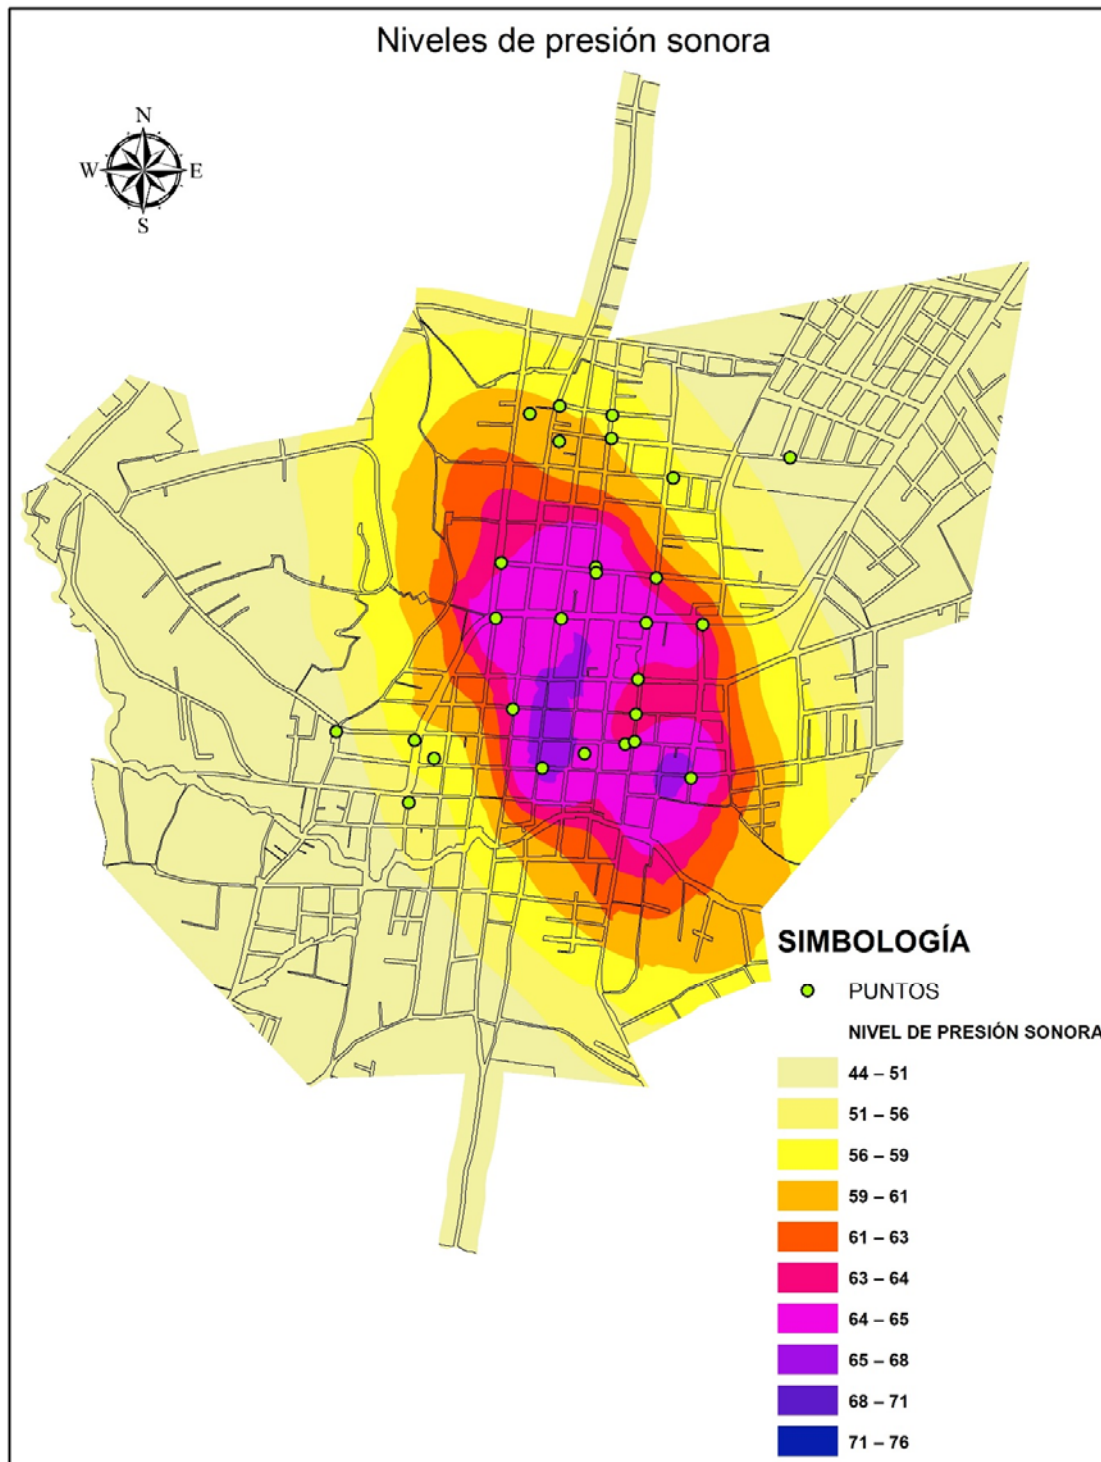 Niveles de presión sonora
N
W E
S
SIMBOLOGÍA
PUNTOS
NIVEL DE PRESIÓN SONORA
44 – 51
51 – 56
56 – 59
59 – 61
61 – 63
63 – 64
64 – 65
65 – 68
68 – 71
71 – 76